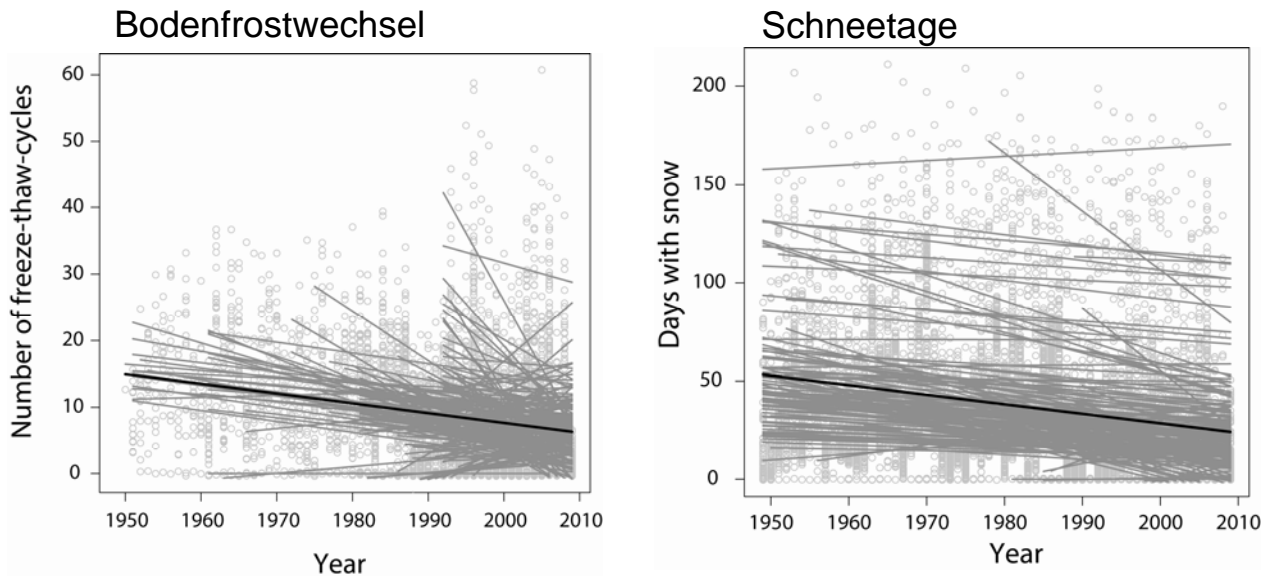 Bodenfrostwechsel
Number of freeze-thaw-cycles
60
50
40
30
20
10
0
1950 1960 1970 1980 1990 2000 2010
Year
Schneetage
Days with snow
200
150
100
50
0
1950 1960 1970 1980 1990 2000 2010
Year